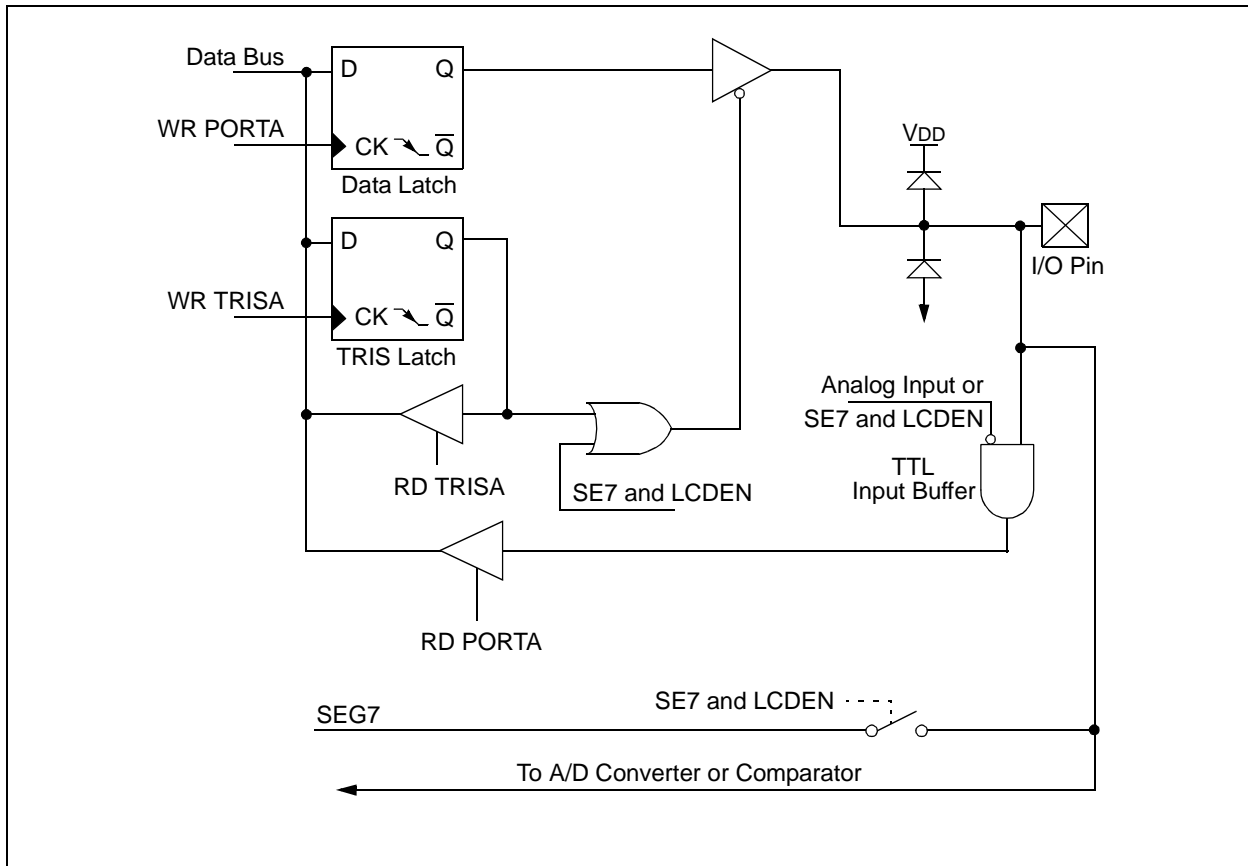 Data Bus
D Q
WR PORTA
CK Q̅
Data Latch
VDD
D Q
I/O Pin
WR TRISA
CK Q̅
TRIS Latch
Analog Input or
SE7 and LCDEN
TTL
Input Buffer
RD TRISA
SE7 and LCDEN
RD PORTA
SE7 and LCDEN
SEG7
To A/D Converter or Comparator